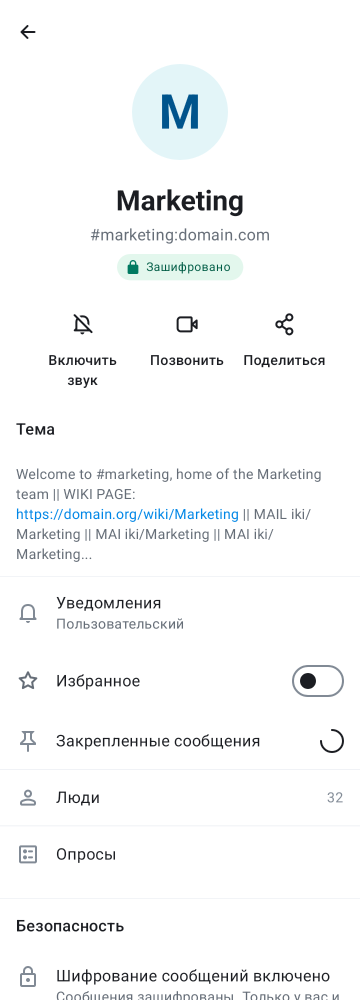 M
Marketing
#marketing:domain.com
Зашифровано
Включить
звук
Позвонить
Поделиться
Тема
Welcome to #marketing, home of the Marketing
team || WIKI PAGE:
https://domain.org/wiki/Marketing || MAIL iki/
Marketing || MAI iki/Marketing || MAI iki/
Marketing...
Уведомления
Пользовательский
Избранное
Закрепленные сообщения
Люди
32
Опросы
Безопасность
Шифрование сообщений включено
Сообщения зашифрованы. Только у вас и